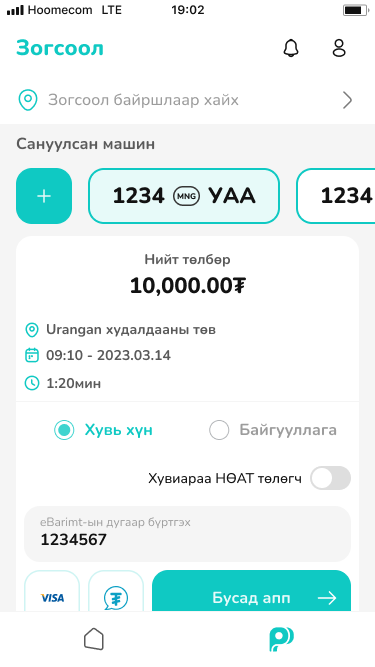 Hoomecom LTE 19:02
Зогсоол
Зогсоол байршлаар хайх
Сануулсан машин
+ 1234 MNG УАА 1234
Нийт төлбөр
10,000.00₮
Urangan худалдааны төв
09:10 - 2023.03.14
1:20мин
Хувь хүн Байгууллага
Хувиараа НӨАТ төлөгч
eBarimt-ын дугаар бүртгэх
1234567
VISA ₮ Бусад апп